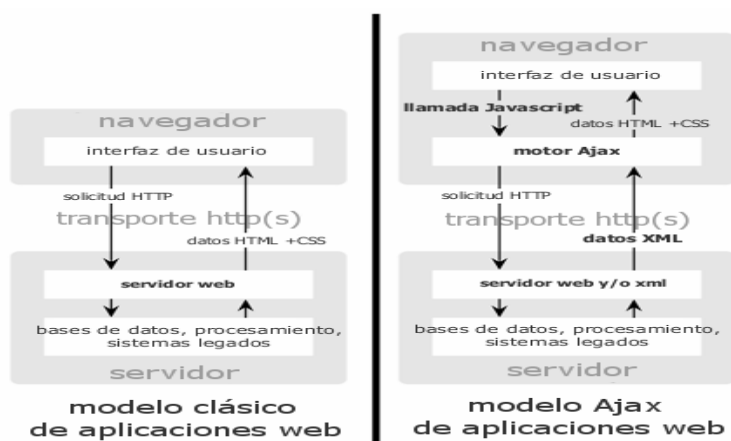 navegador
interfaz de usuario
solicitud HTTP
transporte http(s)
datos HTML +CSS
servidor web
bases de datos, procesamiento,
sistemas legados
servidor
modelo clásico
de aplicaciones web
navegador
interfaz de usuario
llamada Javascript
datos HTML +CSS
motor Ajax
solicitud HTTP
transporte http(s)
datos XML
servidor web y/o xml
bases de datos, procesamiento,
sistemas legados
servidor
modelo Ajax
de aplicaciones web